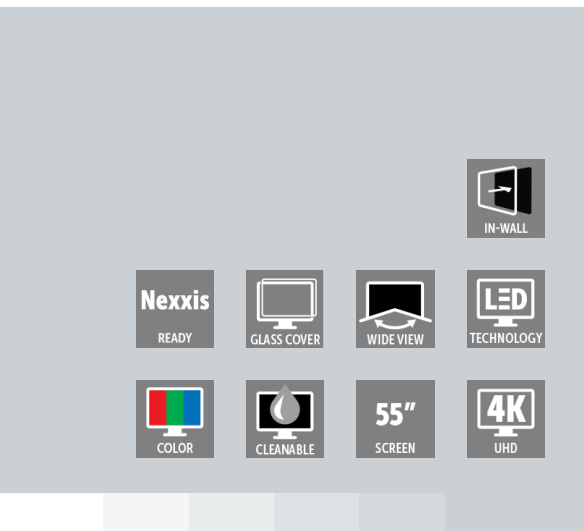 IN-WALL
Nexxis
READY
GLASS COVER
WIDE VIEW
LED
TECHNOLOGY
COLOR
CLEANABLE
55"
SCREEN
4K
UHD